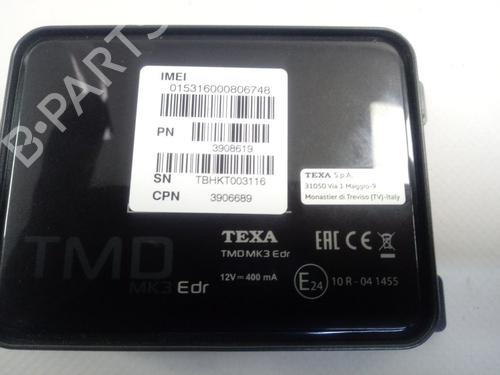 IMEI
015316000806748
PN
3908619
SN TBHKT003116
CPN 3906689
TEXA S.p.A.
31050 Via 1 Maggio-9
Monastier di Treviso (TV)-Italy
TMD
MK3 Edr
TEXA
TMD MK3 Edr
12V⎓ 400 mA
EAC CE
E24 10 R - 04 1455
B-PARTS